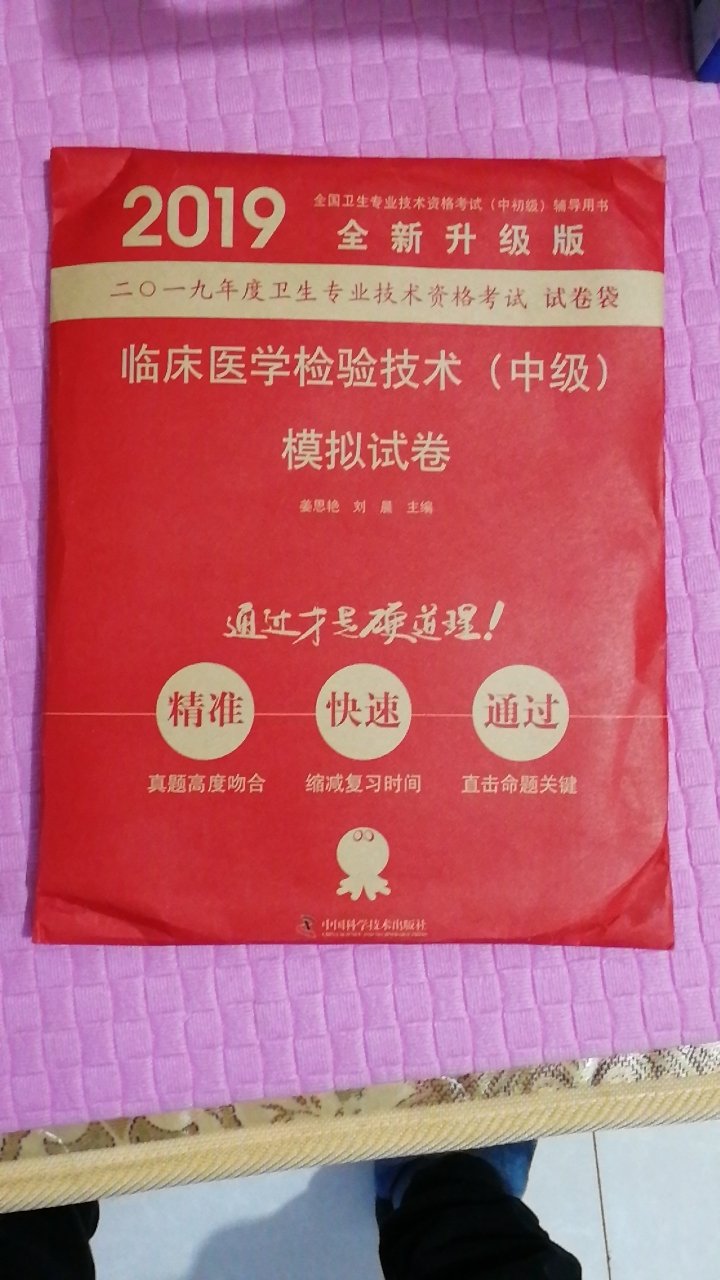 2019
全国卫生专业技术资格考试（中初级）辅导用书
全新升级版
二〇一九年度卫生专业技术资格考试 试卷袋
临床医学检验技术（中级）
模拟试卷
姜思艳 刘 晨 主编
通过才是硬道理！
精准 快速 通过
真题高度吻合 缩减复习时间 直击命题关键
中国科学技术出版社